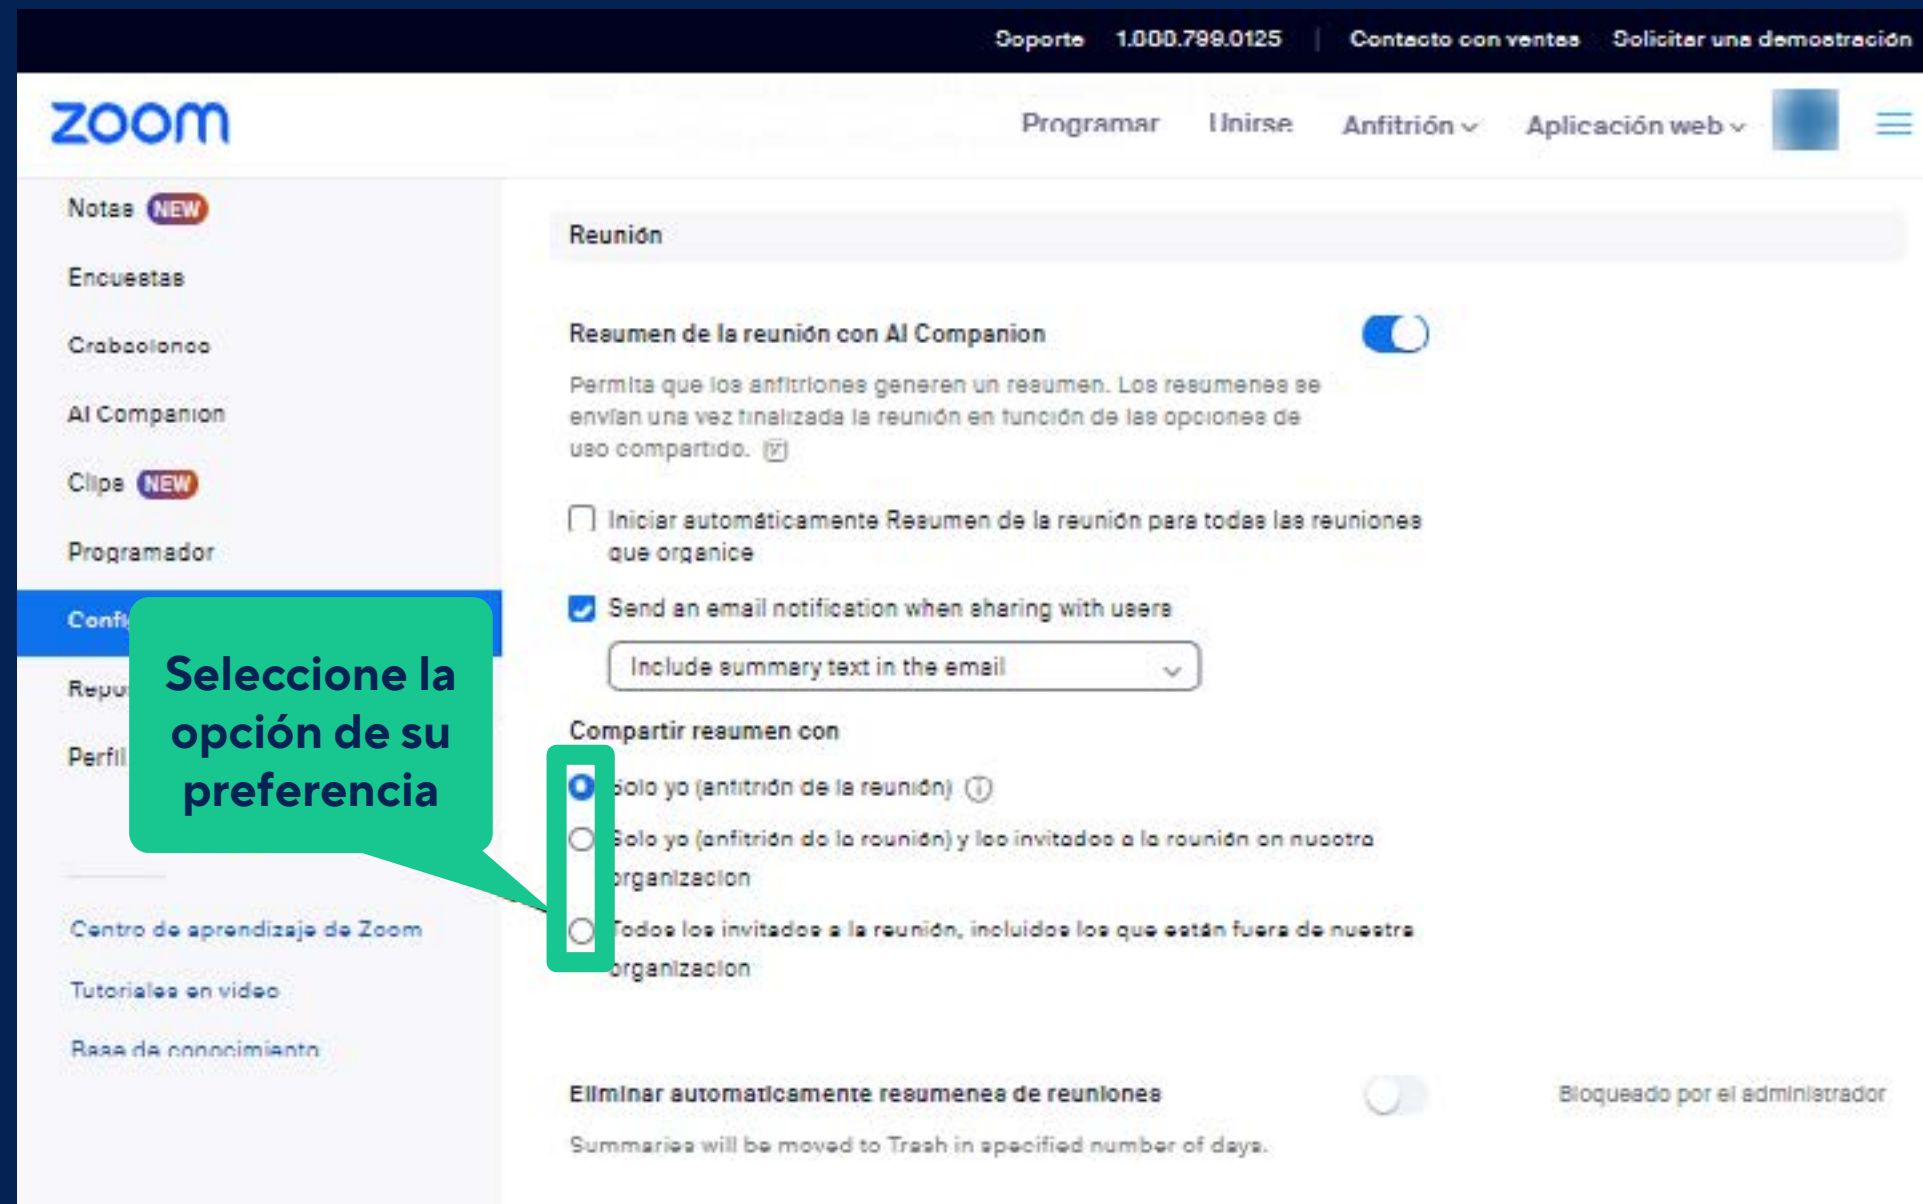 Soporte 1.000.799.0125 Contacto con ventas Solicitar una demostración
zoom
Programar Unirse Anfitrión Aplicación web
Notas NEW
Encuestas
Grabaciones
AI Companion
Clips NEW
Programador
Confi
Repo
Perfil
Centro de aprendizaje de Zoom
Tutoriales en video
Base de conocimiento
Seleccione la
opción de su
preferencia
Reunión
Resumen de la reunión con AI Companion
Permita que los anfitriones generen un resumen. Los resúmenes se
envían una vez finalizada la reunión en función de las opciones de
uso compartido.
Iniciar automáticamente Resumen de la reunión para todas las reuniones
que organice
Send an email notification when sharing with users
Include summary text in the email
Compartir resumen con
Solo yo (anfitrión de la reunión)
Solo yo (anfitrión de la reunión) y los invitados a la reunión en nuestra
organización
Todos los invitados a la reunión, incluidos los que están fuera de nuestra
organización
Eliminar automáticamente resúmenes de reuniones
Bloqueado por el administrador
Summaries will be moved to Trash in specified number of days.